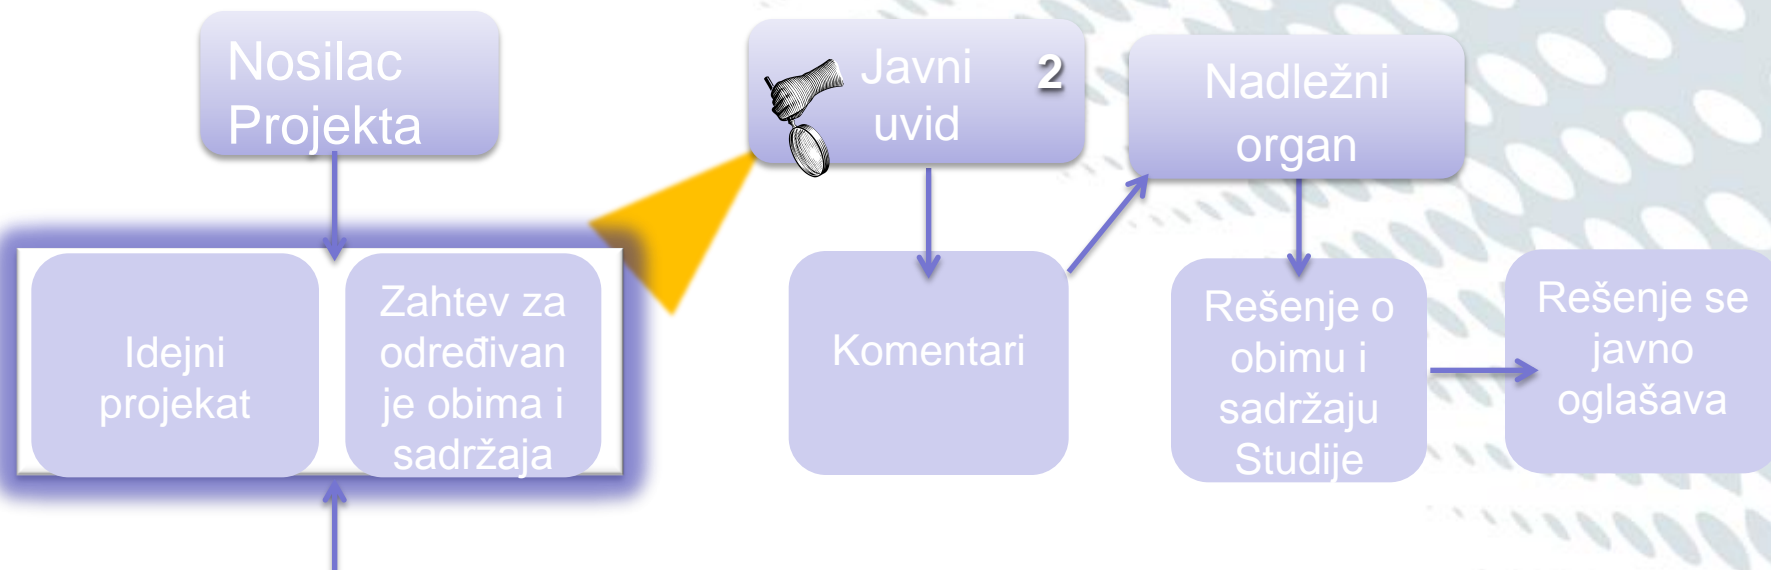 Nosilac
Projekta
Javni
uvid
2
Nadležni
organ
Idejni
projekat
Zahtev za
određivan
je obima i
sadržaja
Komentari
Rešenje o
obimu i
sadržaju
Studije
Rešenje se
javno
oglašava